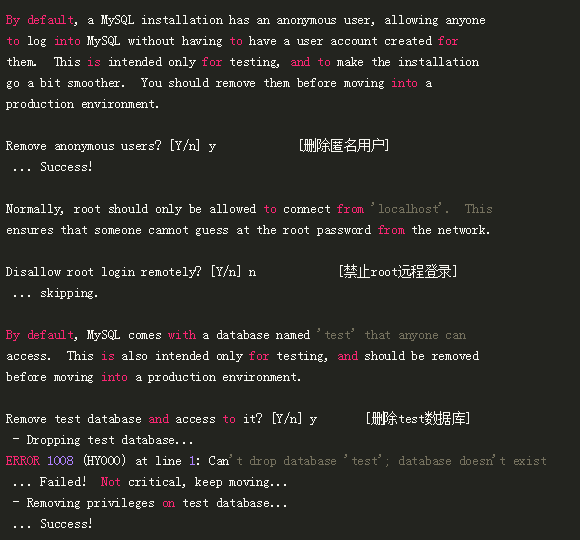 By default, a MySQL installation has an anonymous user, allowing anyone
to log into MySQL without having to have a user account created for
them.  This is intended only for testing, and to make the installation
go a bit smoother.  You should remove them before moving into a
production environment.
Remove anonymous users? [Y/n] y [删除匿名用户]
... Success!
Normally, root should only be allowed to connect from 'localhost'.  This
ensures that someone cannot guess at the root password from the network.
Disallow root login remotely? [Y/n] n [禁止root远程登录]
... skipping.
By default, MySQL comes with a database named 'test' that anyone can
access.  This is also intended only for testing, and should be removed
before moving into a production environment.
Remove test database and access to it? [Y/n] y [删除test数据库]
- Dropping test database...
ERROR 1008 (HY000) at line 1: Can't drop database 'test'; database doesn't exist
... Failed!  Not critical, keep moving...
- Removing privileges on test database...
... Success!